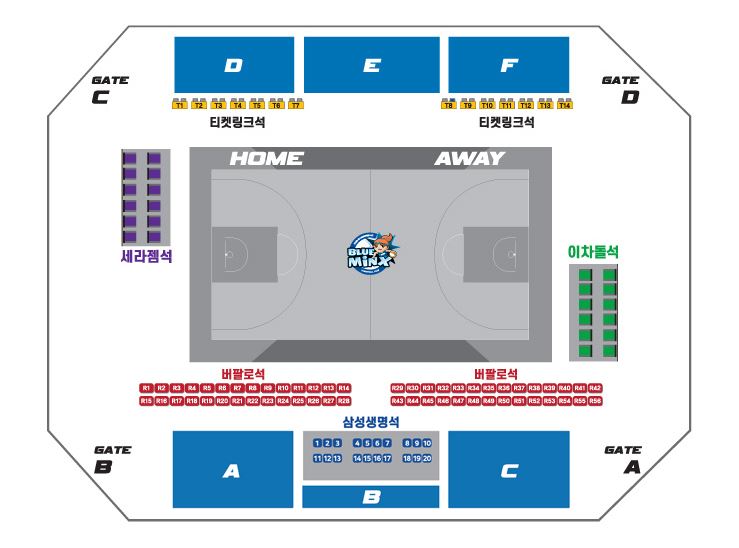 D E F
GATE
C
GATE
D
T1 T2 T3 T4 T5 T6 T7
T8 T9 T10 T11 T12 T13 T14
티켓링크석
티켓링크석
HOME AWAY
세라젬석
BLUE
MINX
이차돌석
버팔로석
버팔로석
R1 R2 R3 R4 R5 R6 R7 R8 R9 R10 R11 R12 R13 R14
R29 R30 R31 R32 R33 R34 R35 R36 R37 R38 R39 R40 R41 R42
R15 R16 R17 R18 R19 R20 R21 R22 R23 R24 R25 R26 R27 R28
R43 R44 R45 R46 R47 R48 R49 R50 R51 R52 R53 R54 R55 R56
삼성생명석
1 2 3 4 5 6 7 8 9 10
11 12 13 14 15 16 17 18 19 20
GATE
B
GATE
A
A B C